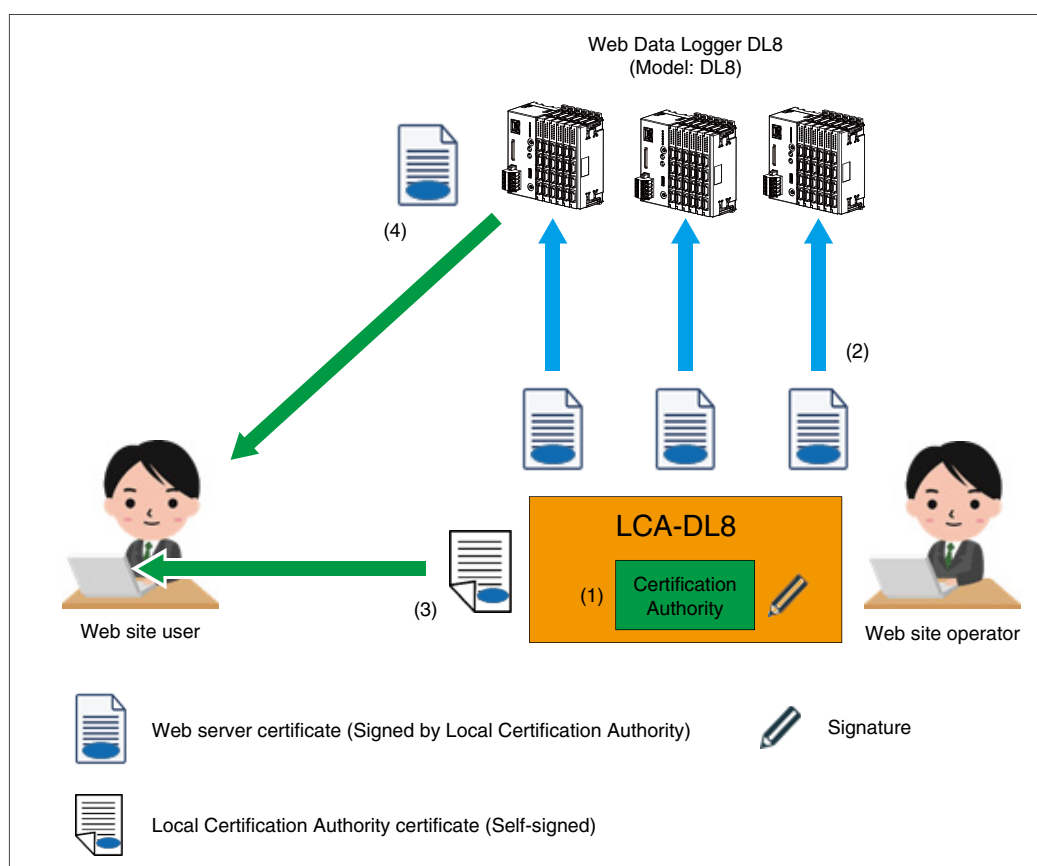 Web Data Logger DL8
(Model: DL8)
(4)
(2)
LCA-DL8
(1)
Certification
Authority
(3)
Web site user
Web site operator
Web server certificate (Signed by Local Certification Authority)
Signature
Local Certification Authority certificate (Self-signed)